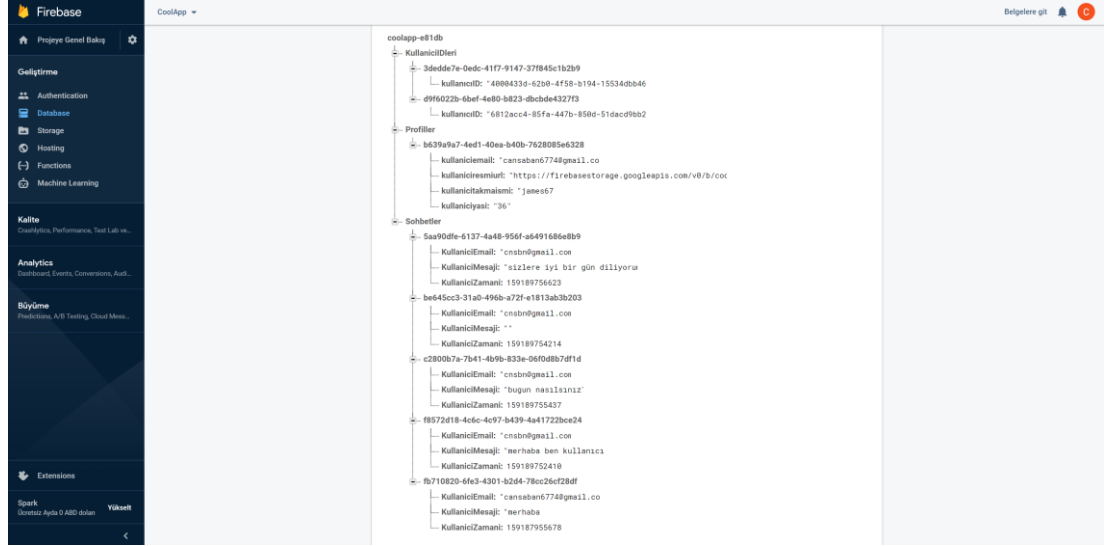 Firebase
CoolApp
Belgelere git
C
Projeye Genel Bakış
Geliştirme
Authentication
Database
Storage
Hosting
Functions
Machine Learning
Kalite
Crashlytics, Performance, Test Lab ve...
Analytics
Dashboard, Events, Conversions, Audi...
Büyüme
Predictions, A/B Testing, Cloud Mess...
Extensions
Spark
Ücretsiz Ayda 0 ABD doları
Yükselt
coolapp-e81db
KullaniciIDleri
3dedde7e-0edc-41f7-9147-37f845c1b2b9
kullanıcıID: "4000433d-62b0-4f58-b194-15534dbb46
d9f6022b-6bef-4e80-b823-dbcbde4327f3
kullanıcıID: "6812acc4-85fa-447b-850d-51dacd9bb2
Profiller
b639a9a7-4ed1-40ea-b40b-7628085e6328
kullaniciemail: "cansaban6774@gmail.co
kullaniciresmiurl: "https://firebasestorage.googleapis.com/v0/b/coo
kullanicitakmaismi: "james67
kullaniciyasi: "36"
Sohbetler
5aa90dfe-6137-4a48-956f-a6491686e8b9
KullaniciEmail: "cnsbn@gmail.com
KullaniciMesaji: "sizlere iyi bir gün diliyorum
KullaniciZamani: 159189756623
be645cc3-31a0-496b-a72f-e1813ab3b203
KullaniciEmail: "cnsbn@gmail.com
KullaniciMesaji: ""
KullaniciZamani: 159189754214
c2800b7a-7b41-4b9b-833e-06f0d8b7df1d
KullaniciEmail: "cnsbn@gmail.com
KullaniciMesaji: "bugun nasılsınız"
KullaniciZamani: 159189755437
f8572d18-4c6c-4c97-b439-4a41722bce24
KullaniciEmail: "cnsbn@gmail.com
KullaniciMesaji: "merhaba ben kullanıcı
KullaniciZamani: 159189752410
fb710820-6fe3-4301-b2d4-78cc26cf28df
KullaniciEmail: "cansaban6774@gmail.co
KullaniciMesaji: "merhaba
KullaniciZamani: 159187955678